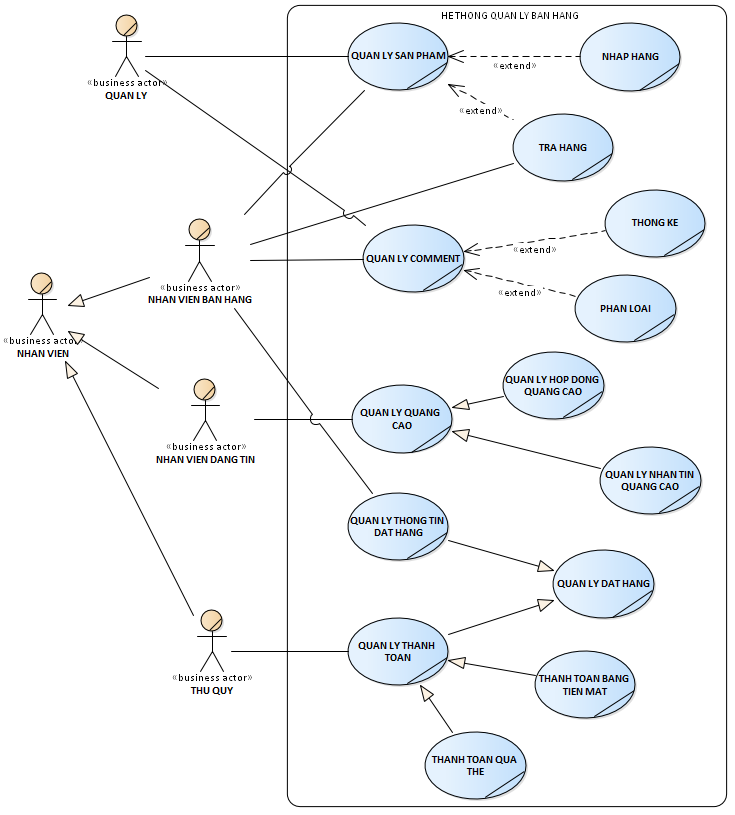 HETHONG QUAN LY BAN HANG
«business actor»
QUAN LY
QUAN LY SAN PHAM
«extend»
NHAP HANG
«extend»
TRA HANG
«business actor»
NHAN VIEN BAN HANG
QUAN LY COMMENT
«extend»
THONG KE
«extend»
PHAN LOAI
«business actor»
NHAN VIEN
«business actor»
NHAN VIEN DANG TIN
QUAN LY QUANG
CAO
QUAN LY HOP DONG
QUANG CAO
QUAN LY NHAN TIN
QUANG CAO
QUAN LY THONG TIN
DAT HANG
QUAN LY DAT HANG
«business actor»
THU QUY
QUAN LY THANH
TOAN
THANH TOAN BANG
TIEN MAT
THANH TOAN QUA
THE